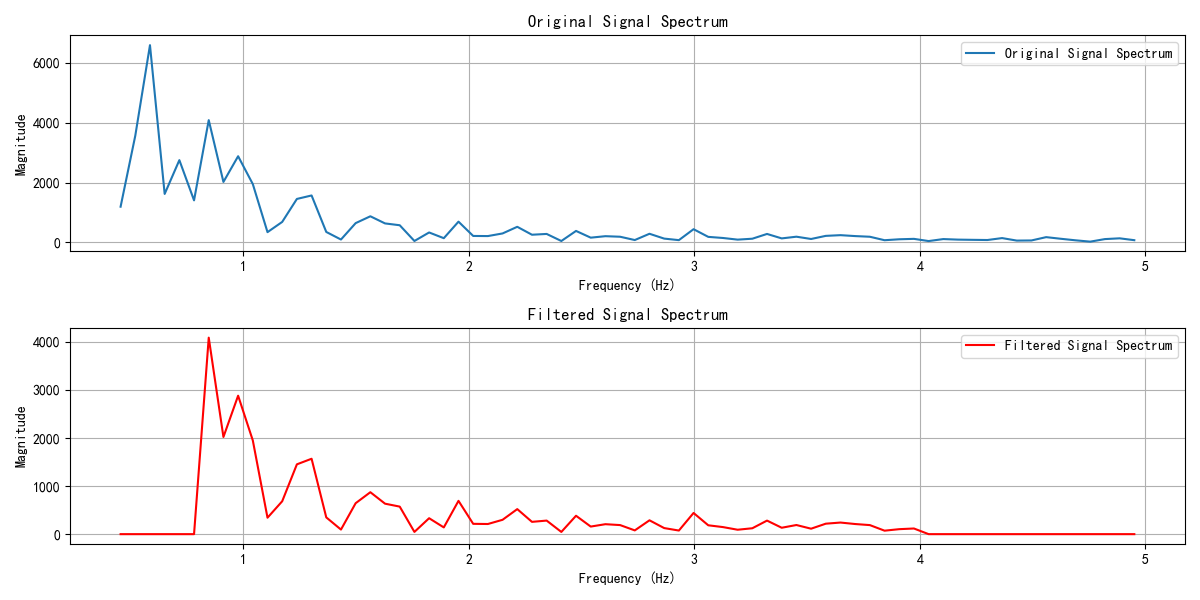 Original Signal Spectrum
Original Signal Spectrum
6000
4000
2000
0
Magnitude
1 2 3 4 5
Frequency (Hz)
Filtered Signal Spectrum
Filtered Signal Spectrum
4000
3000
2000
1000
0
Magnitude
1 2 3 4 5
Frequency (Hz)